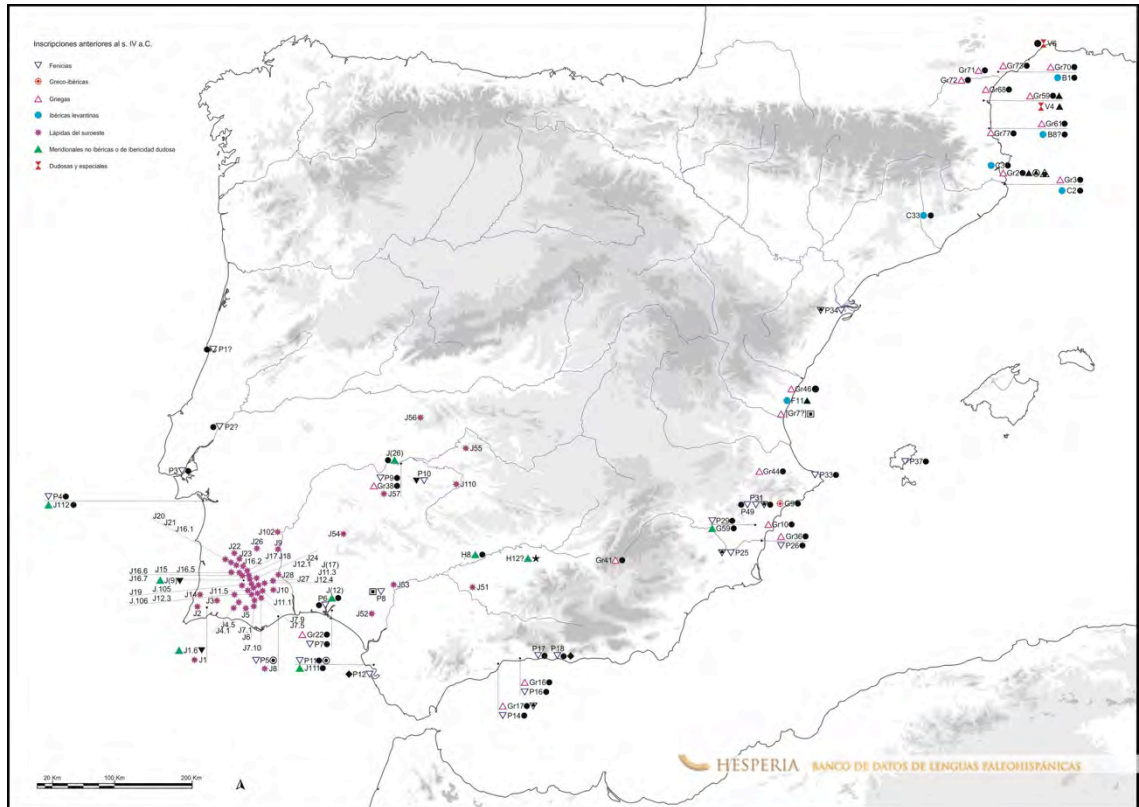 Inscripciones anteriores al s. IV a.C.
Fenicias
Greco-ibéricas
Griegas
Ibéricas levantinas
Lápidas del suroeste
Meridionales no ibéricas o de ibericidad dudosa
Dudosas y especiales
V6
Gr73 Gr70
Gr71 B1
Gr72
Gr68 Gr59
V4
Gr61
Gr77 B8?
C3
Gr2 Gr3
C2
C33
P34
P1?
Gr46
F11
[Gr7?]
J56
P2?
J(26) J55
P3 P10
P9
Gr38 J110
J57
P37
Gr44 P33
P4
J112
P31
G9
P49
J20
J21
J16.1
J102
J26 J9
J22 J17 J18
J23
J16.2
J24
J12.1
J54
P29
G59
Gr10
Gr36
P26
P25
H8 H12?
Gr41
J16.6 J15 J16.5
J16.7 J(9)
J(17)
J11.3
J28 J12.4
J27
J19 J.105
J.106 J12.3
J14 J11.5
J3
J2 J5
J10
J11.1
J(12)
P6
P8
J53
J51
J52
J4.5
J4.1
J7.1
J6
J7.10
J7.9
J7.5
Gr22
P7
J1.6
J1
P5
J8
P11
J111
P12
P17 P18
Gr16
P16
Gr17
P14
20 Km 100 Km 200 Km
A
HESPERIA BANCO DE DATOS DE LENGUAS PALEOHISPÁNICAS